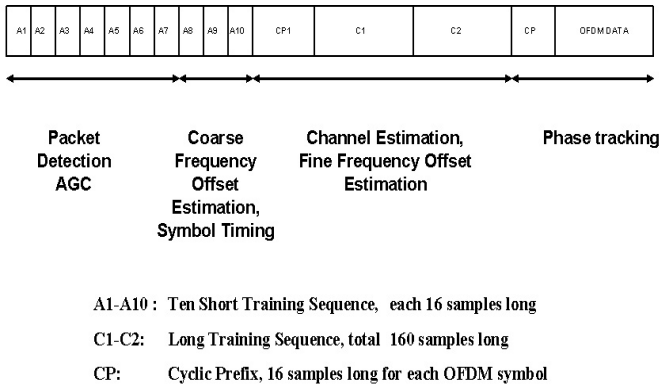 A1 A2 A3 A4 A5 A6 A7 A8 A9 A10 CP1 C1 C2 CP OFDM DATA
Packet
Detection
AGC
Coarse
Frequency
Offset
Estimation,
Symbol Timing
Channel Estimation,
Fine Frequency Offset
Estimation
Phase tracking
A1-A10 : Ten Short Training Sequence, each 16 samples long
C1-C2: Long Training Sequence, total 160 samples long
CP: Cyclic Prefix, 16 samples long for each OFDM symbol